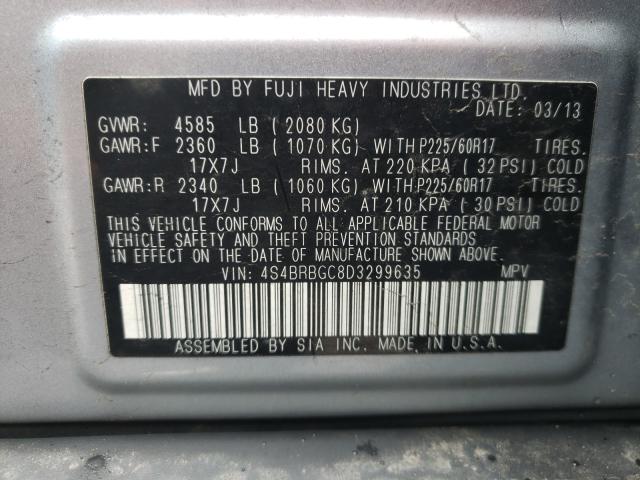 MFD BY FUJI HEAVY INDUSTRIES LTD.
DATE: 03/13
GVWR: 4585 LB ( 2080 KG)
GAWR:F 2360 LB ( 1070 KG) WITH P225/60R17 TIRES.
17X7J RIMS. AT 220 KPA ( 32 PSI) COLD
GAWR:R 2340 LB ( 1060 KG) WITH P225/60R17 TIRES.
17X7J RIMS. AT 210 KPA ( 30 PSI) COLD
THIS VEHICLE CONFORMS TO ALL APPLICABLE FEDERAL MOTOR
VEHICLE SAFETY AND THEFT PREVENTION STANDARDS
IN EFFECT ON THE DATE OF MANUFACTURE SHOWN ABOVE.
VIN: 4S4BRBGC8D3299635 MPV
ASSEMBLED BY SIA INC. MADE IN U.S.A.